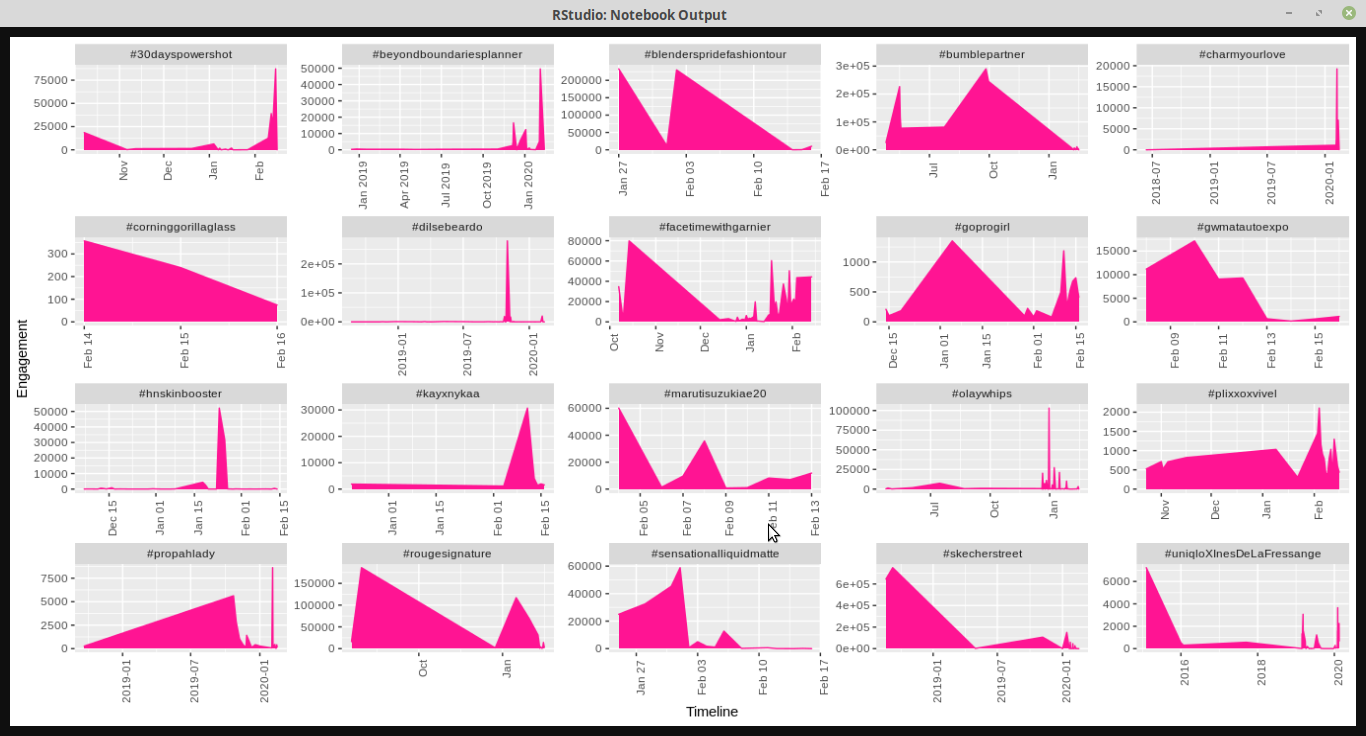 RStudio: Notebook Output
#30dayspowershot #beyondboundariesplanner #blenderspridefashiontour #bumblepartner #charmyourlove
75000 50000 25000 0
50000 40000 30000 20000 10000 0
200000 150000 100000 50000 0
3e+05 2e+05 1e+05 0e+00
20000 15000 10000 5000 0
Nov Dec Jan Feb
Jan 2019 Apr 2019 Jul 2019 Oct 2019 Jan 2020
Jan 27 Feb 03 Feb 10 Feb 17
Jul Oct Jan
2018-07 2019-01 2019-07 2020-01
#corninggorillaglass #dilsebeardo #facetimewithgarnier #goprogirl #gwmatautoexpo
300 200 100 0
2e+05 1e+05 0e+00
80000 60000 40000 20000 0
1000 500 0
15000 10000 5000 0
Feb 14 Feb 15 Feb 16
2019-01 2019-07 2020-01
Oct Nov Dec Jan Feb
Dec 15 Jan 01 Jan 15 Feb 01 Feb 15
Feb 09 Feb 11 Feb 13 Feb 15
Engagement
#hnskinbooster #kayxnykaa #marutisuzukiae20 #olaywhips #plixxoxvivel
50000 40000 30000 20000 10000 0
30000 20000 10000 0
60000 40000 20000 0
100000 75000 50000 25000 0
2000 1500 1000 500 0
Dec 15 Jan 01 Jan 15 Feb 01 Feb 15
Jan 01 Jan 15 Feb 01 Feb 15
Feb 05 Feb 07 Feb 09 Feb 11 Feb 13
Jul Oct Jan
Nov Dec Jan Feb
#propahlady #rougesignature #sensationalliquidmatte #skecherstreet #uniqloXInesDeLaFressange
7500 5000 2500 0
150000 100000 50000 0
60000 40000 20000 0
6e+05 4e+05 2e+05 0e+00
6000 4000 2000 0
2019-01 2019-07 2020-01
Oct Jan
Jan 27 Feb 03 Feb 10 Feb 17
2019-01 2019-07 2020-01
2016 2018 2020
Timeline